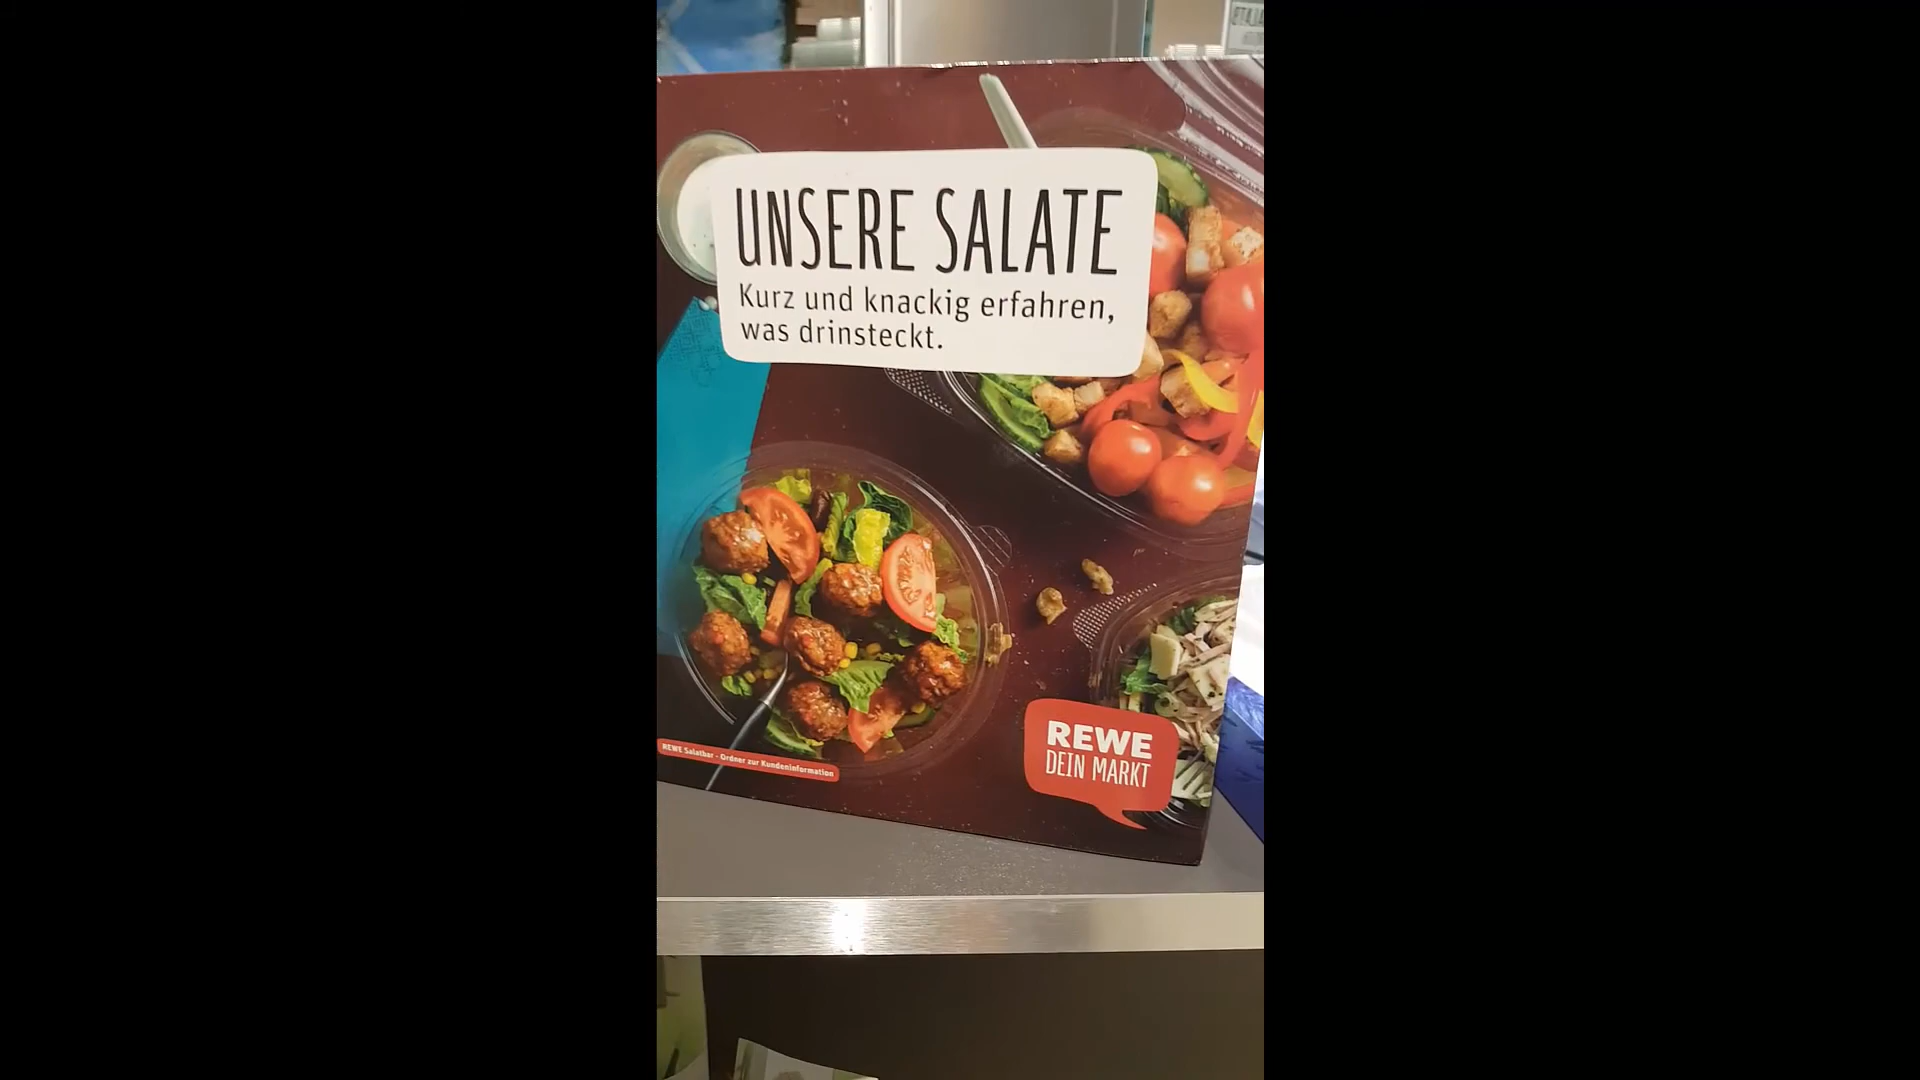 UNSERE SALATE
Kurz und knackig erfahren,
was drinsteckt.
REWE Salatbar - Ordner zur Kundeninformation
REWE
DEIN MARKT